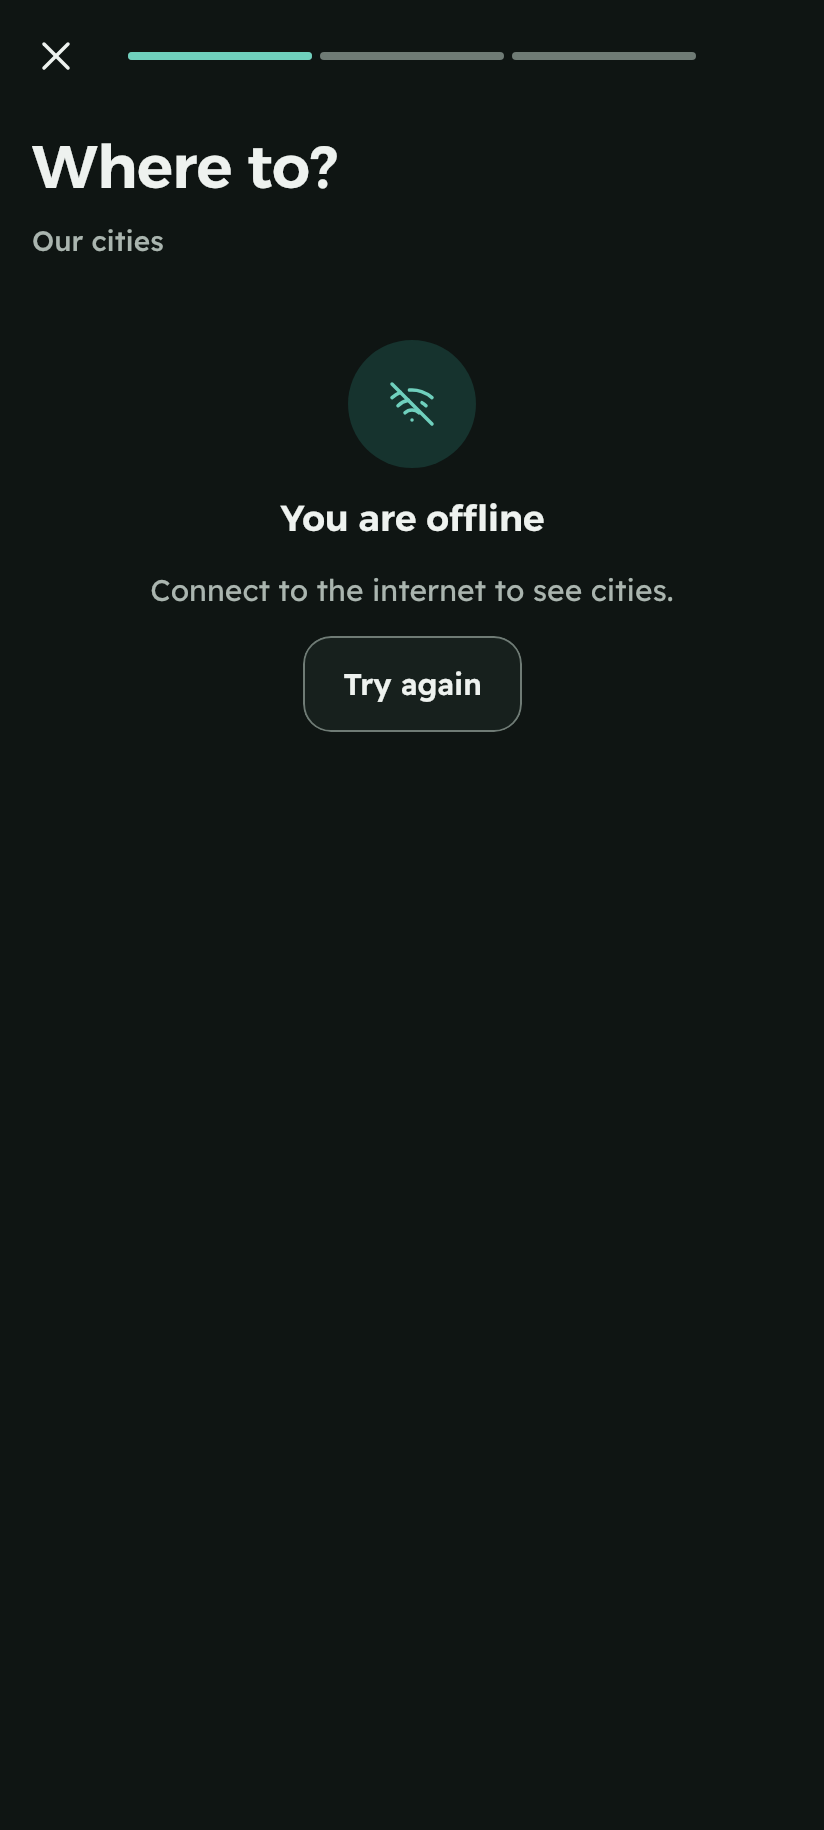 Where to?
Our cities
You are offline
Connect to the internet to see cities.
Try again